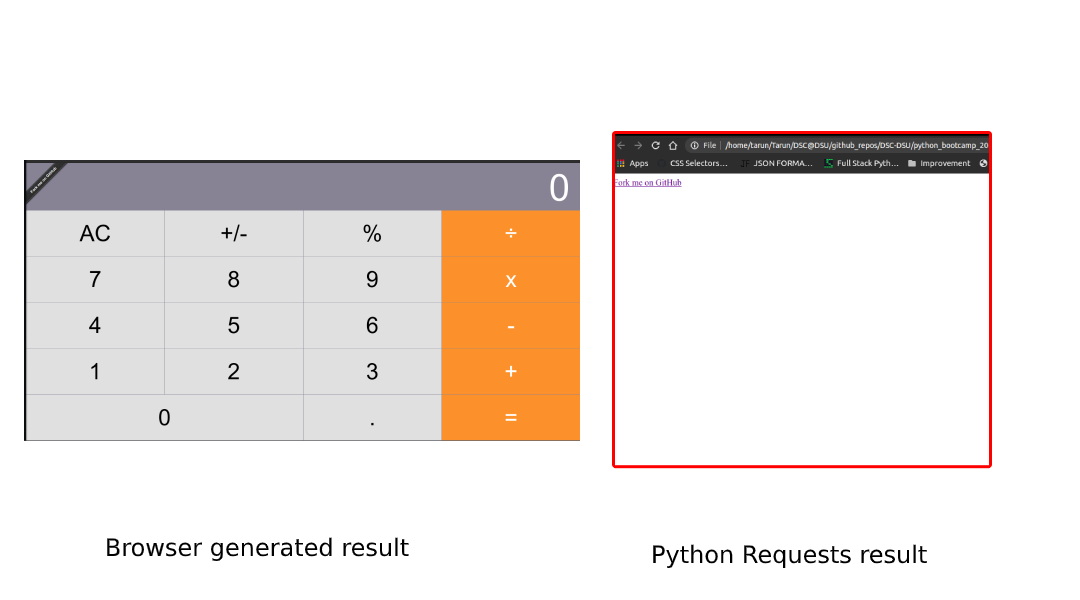 Fork me on GitHub
0
AC +/- % ÷
7 8 9 x
4 5 6 -
1 2 3 +
0 . =
File /home/tarun/Tarun/DSC@DSU/github_repos/DSC-DSU/python_bootcamp_20
Apps CSS Selectors... JSON FORMA... Full Stack Pyth... Improvement
Fork me on GitHub
Browser generated result
Python Requests result